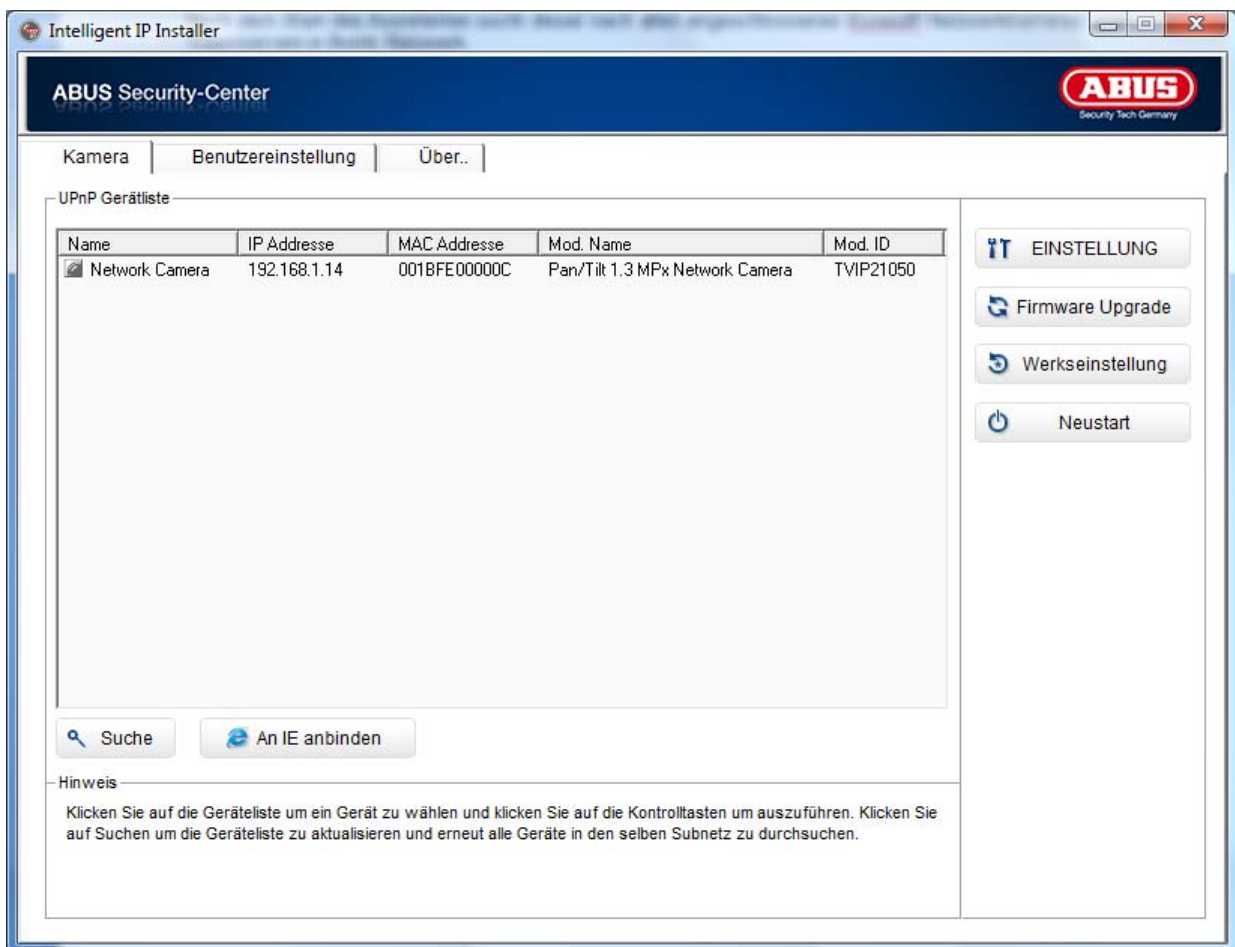 Intelligent IP Installer
ABUS Security-Center
ABUS
Security Tech Germany
Kamera Benutzereinstellung Über..
UPnP Gerätliste
Name IP Addresse MAC Addresse Mod. Name Mod. ID
Network Camera 192.168.1.14 001BFE00000C Pan/Tilt 1.3 MPx Network Camera TVIP21050
EINSTELLUNG
Firmware Upgrade
Werkseinstellung
Neustart
Suche An IE anbinden
Hinweis
Klicken Sie auf die Geräteliste um ein Gerät zu wählen und klicken Sie auf die Kontrolltasten um auszuführen. Klicken Sie
auf Suchen um die Geräteliste zu aktualisieren und erneut alle Geräte in den selben Subnetz zu durchsuchen.